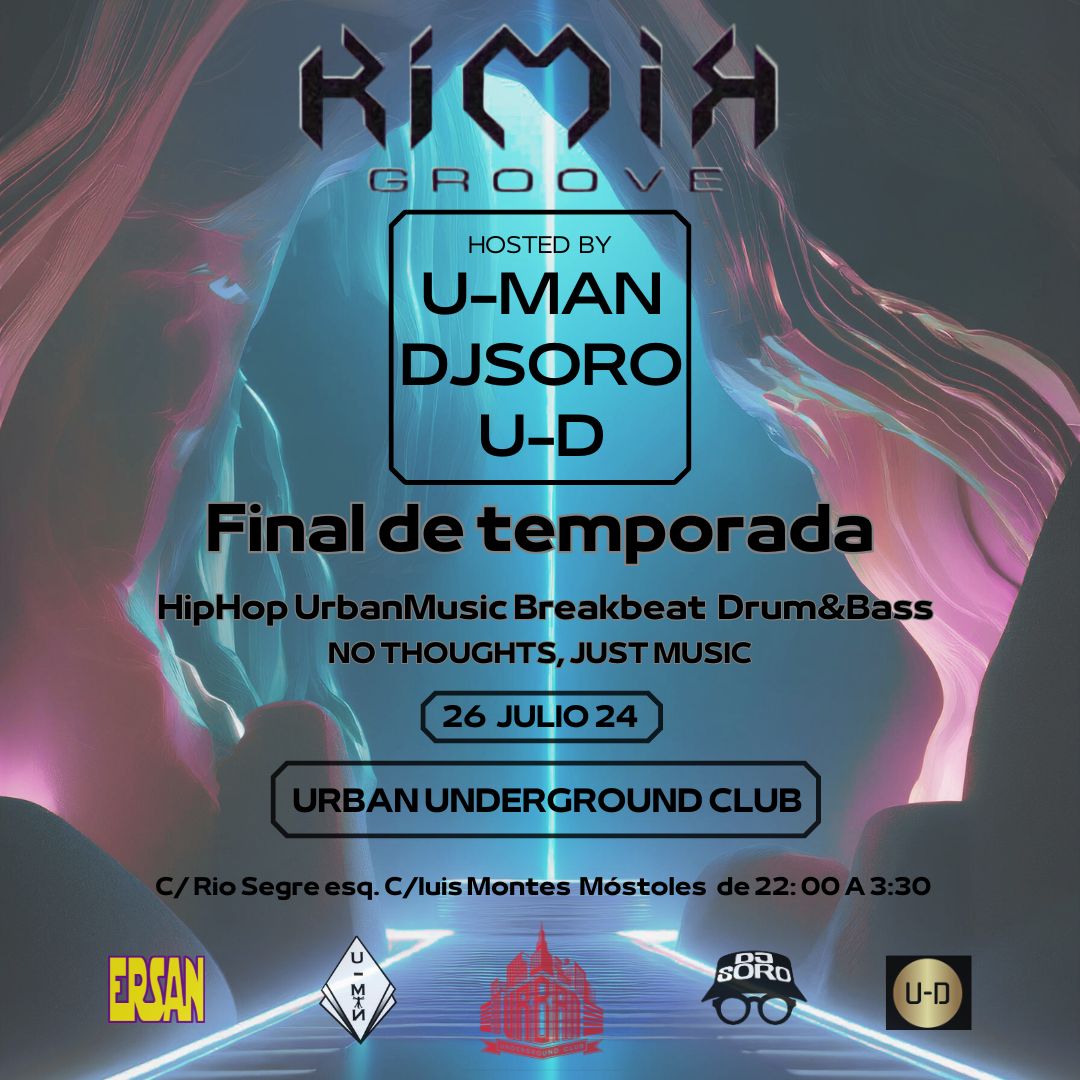 KiMiK
GROOVE
HOSTED BY
U-MAN
DJSORO
U-D
Final de temporada
HipHop UrbanMusic Breakbeat Drum&Bass
NO THOUGHTS, JUST MUSIC
26 JULIO 24
URBAN UNDERGROUND CLUB
C/ Rio Segre esq. C/luis Montes Móstoles de 22: 00 A 3:30
ERSAN
U-MAN
URBAN
UNDERGROUND CLUB
DJ
SORO
U-D